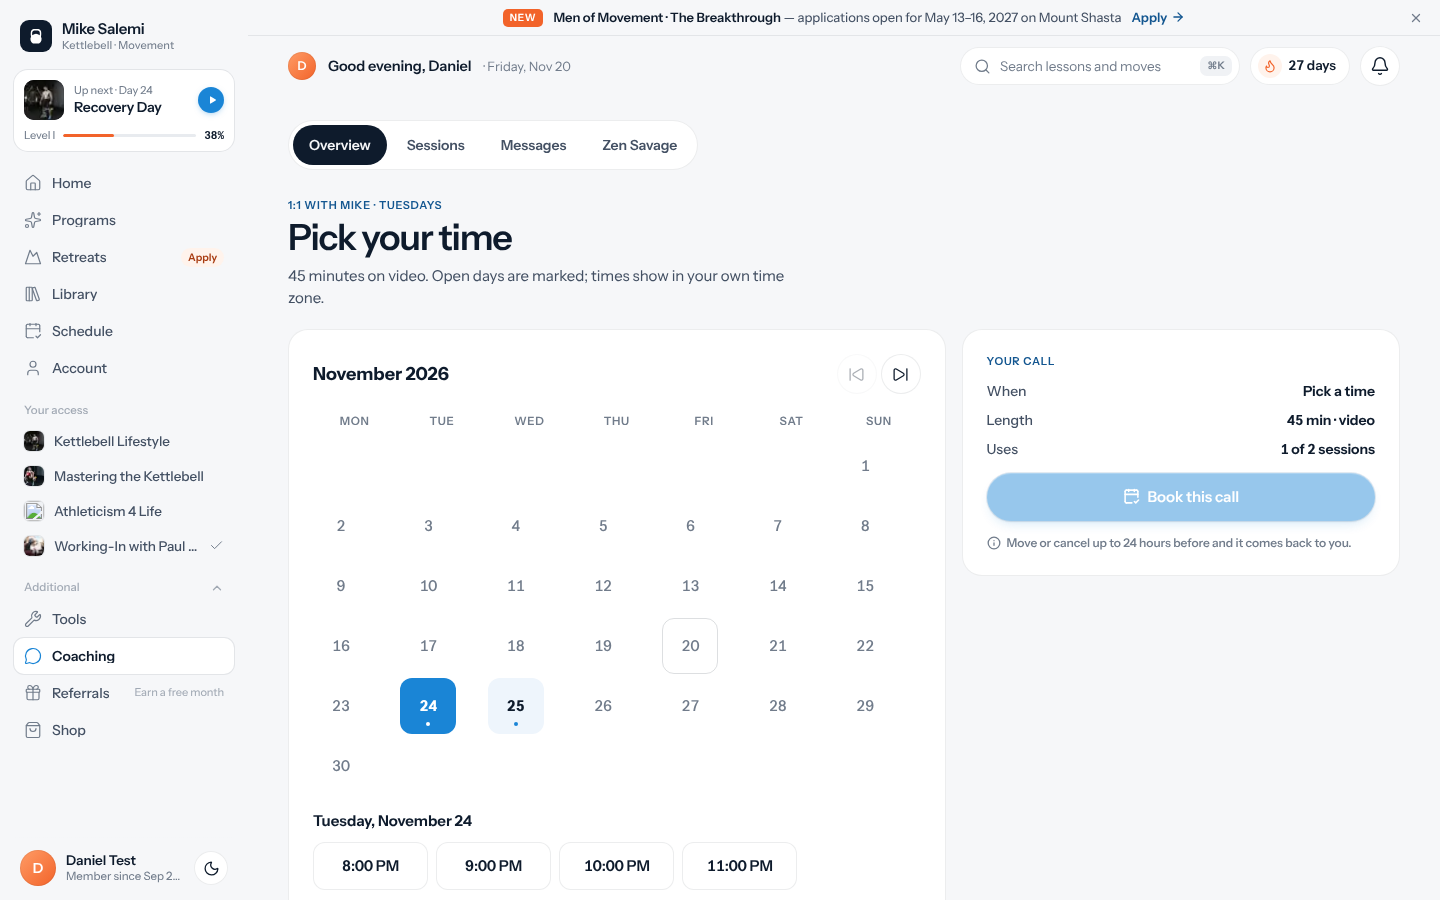 NEW Men of Movement · The Breakthrough — applications open for May 13–16, 2027 on Mount Shasta Apply →
Mike Salemi
Kettlebell · Movement
Up next · Day 24
Recovery Day
Level I 38%
Home
Programs
Retreats Apply
Library
Schedule
Account
Your access
Kettlebell Lifestyle
Mastering the Kettlebell
Athleticism 4 Life
Working-In with Paul ...
Additional
Tools
Coaching
Referrals Earn a free month
Shop
D Daniel Test
Member since Sep 2...
D Good evening, Daniel · Friday, Nov 20
Search lessons and moves ⌘K
27 days
Overview Sessions Messages Zen Savage
1:1 WITH MIKE · TUESDAYS
Pick your time
45 minutes on video. Open days are marked; times show in your own time
zone.
November 2026
MON TUE WED THU FRI SAT SUN
1
2 3 4 5 6 7 8
9 10 11 12 13 14 15
16 17 18 19 20 21 22
23 24 25 26 27 28 29
30
Tuesday, November 24
8:00 PM 9:00 PM 10:00 PM 11:00 PM
YOUR CALL
When Pick a time
Length 45 min · video
Uses 1 of 2 sessions
Book this call
Move or cancel up to 24 hours before and it comes back to you.